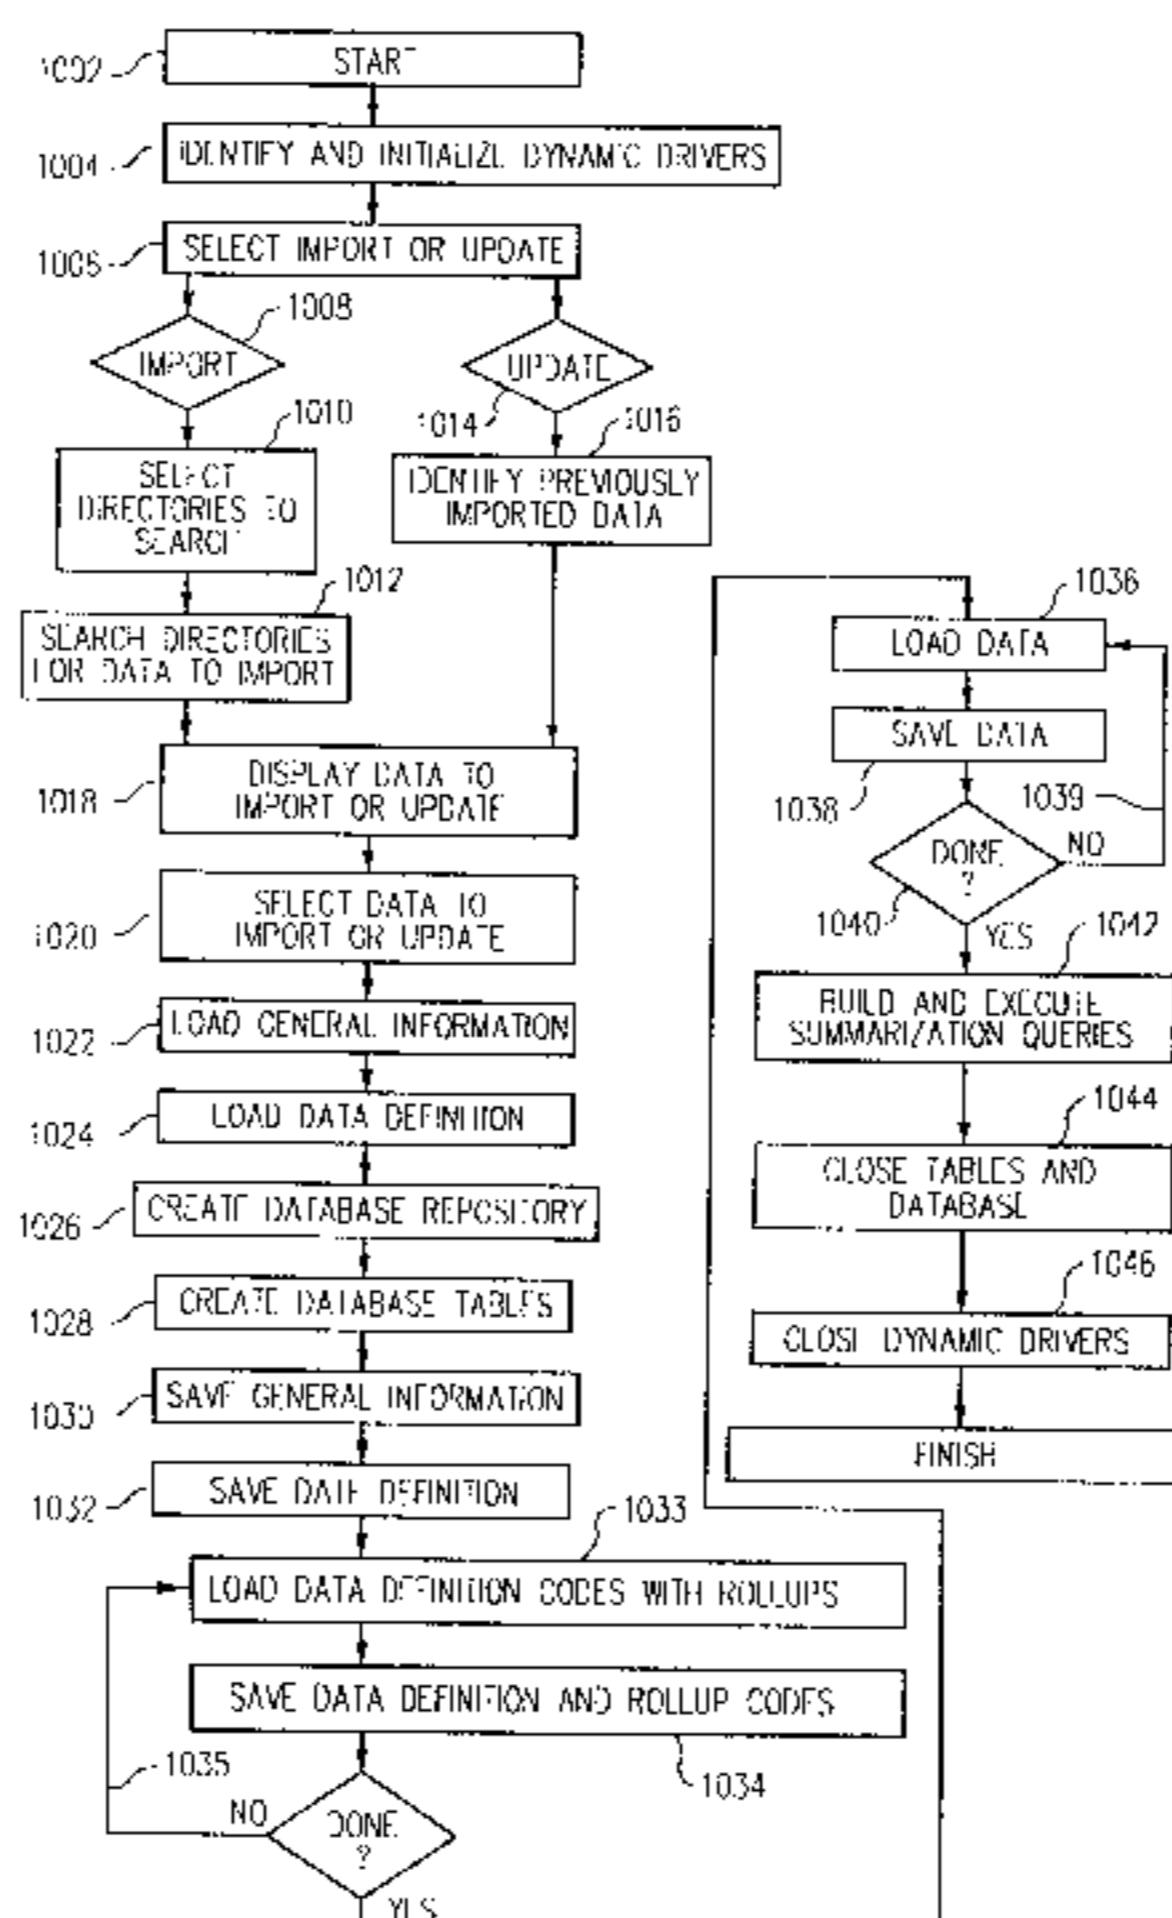 1002
START
1004
IDENTIFY AND INITIALIZE DYNAMIC DRIVERS
1006
SELECT IMPORT OR UPDATE
1008
IMPORT
UPDATE
1014
1010
SELECT
DIRECTORIES TO
SEARCH
1016
IDENTIFY PREVIOUSLY
IMPORTED DATA
1012
SEARCH DIRECTORIES
FOR DATA TO IMPORT
1018
DISPLAY DATA TO
IMPORT OR UPDATE
1020
SELECT DATA TO
IMPORT OR UPDATE
1022
LOAD GENERAL INFORMATION
1024
LOAD DATA DEFINITION
1026
CREATE DATABASE REPOSITORY
1028
CREATE DATABASE TABLES
1030
SAVE GENERAL INFORMATION
1032
SAVE DATE DEFINITION
1033
LOAD DATA DEFINITION CODES WITH ROLLUPS
SAVE DATA DEFINITION AND ROLLUP CODES
1034
1035
NO
DONE
?
YES
1036
LOAD DATA
SAVE DATA
1038
1039
DONE
?
NO
1040
YES
1042
BUILD AND EXECUTE
SUMMARIZATION QUERIES
1044
CLOSE TABLES AND
DATABASE
1046
CLOSE DYNAMIC DRIVERS
FINISH